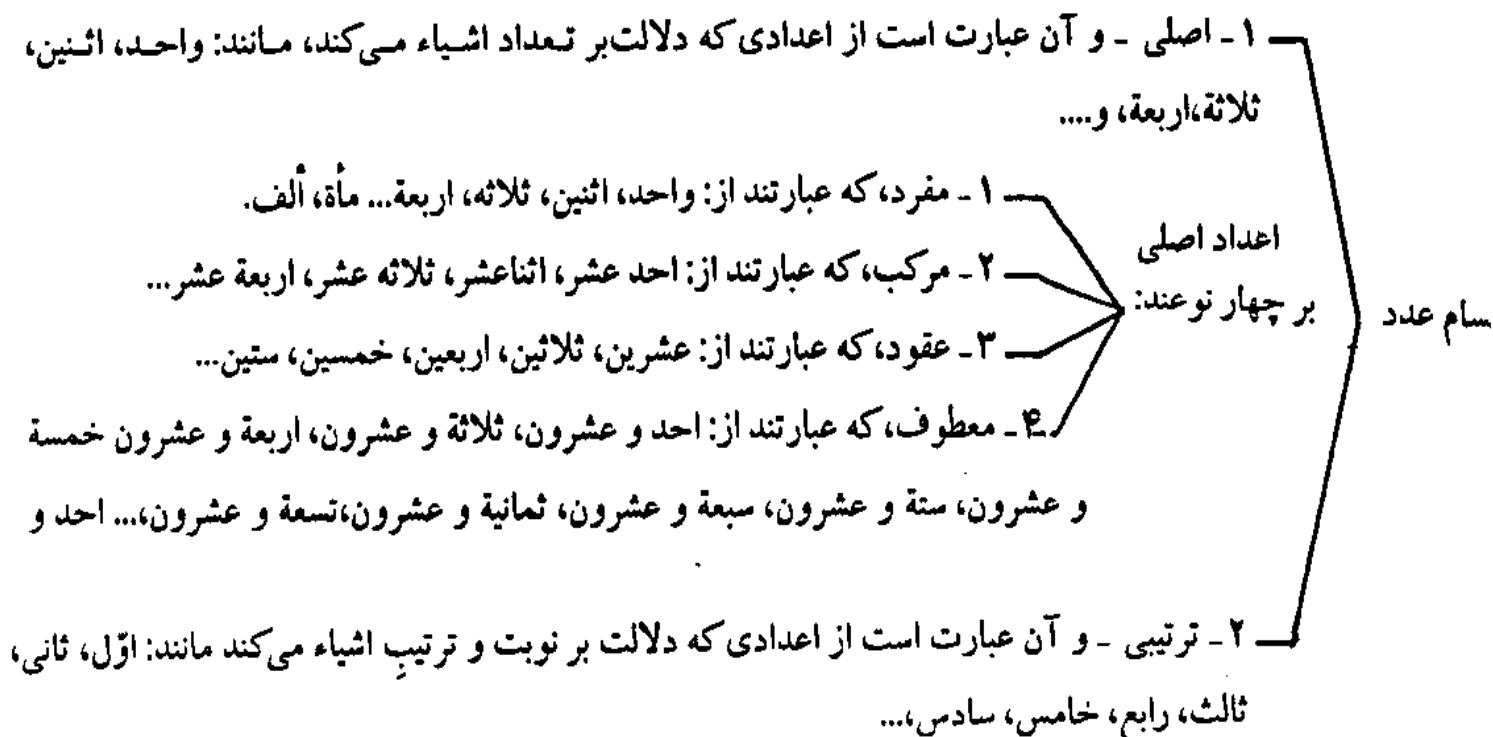 ۱ ـ اصلی ـ و آن عبارت است از اعدادی که دلالت بر تعداد اشیاء می‌کند، مانند: واحد، اثنین،
ثلاثة، اربعة، و....
۱ ـ مفرد، که عبارتند از: واحد، اثنین، ثلاثه، اربعة... مأة، ألف.
اعداد اصلی
بر چهار نوعند:
۲ ـ مرکب، که عبارتند از: احد عشر، اثناعشر، ثلاثه عشر، اربعة عشر...
سام عدد
۳ ـ عقود، که عبارتند از: عشرین، ثلاثین، اربعین، خمسین، ستین...
۴ ـ معطوف، که عبارتند از: احد و عشرون، ثلاثة و عشرون، اربعة و عشرون خمسة
و عشرون، ستة و عشرون، سبعة و عشرون، ثمانیة و عشرون، تسعة و عشرون،... احد و
۲ ـ ترتیبی ـ و آن عبارت است از اعدادی که دلالت بر نوبت و ترتیبِ اشیاء می‌کند مانند: اوّل، ثانی،
ثالث، رابع، خامس، سادس،...